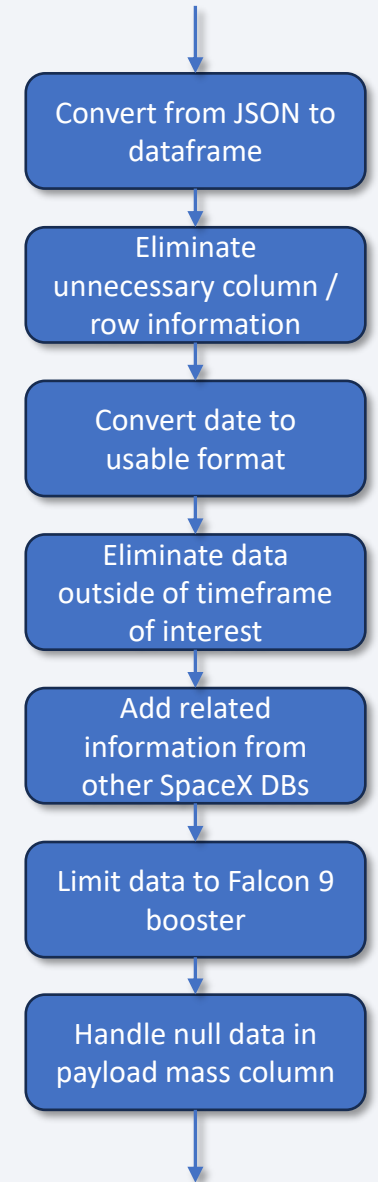 Convert from JSON to
dataframe
Eliminate
unnecessary column /
row information
Convert date to
usable format
Eliminate data
outside of timeframe
of interest
Add related
information from
other SpaceX DBs
Limit data to Falcon 9
booster
Handle null data in
payload mass column